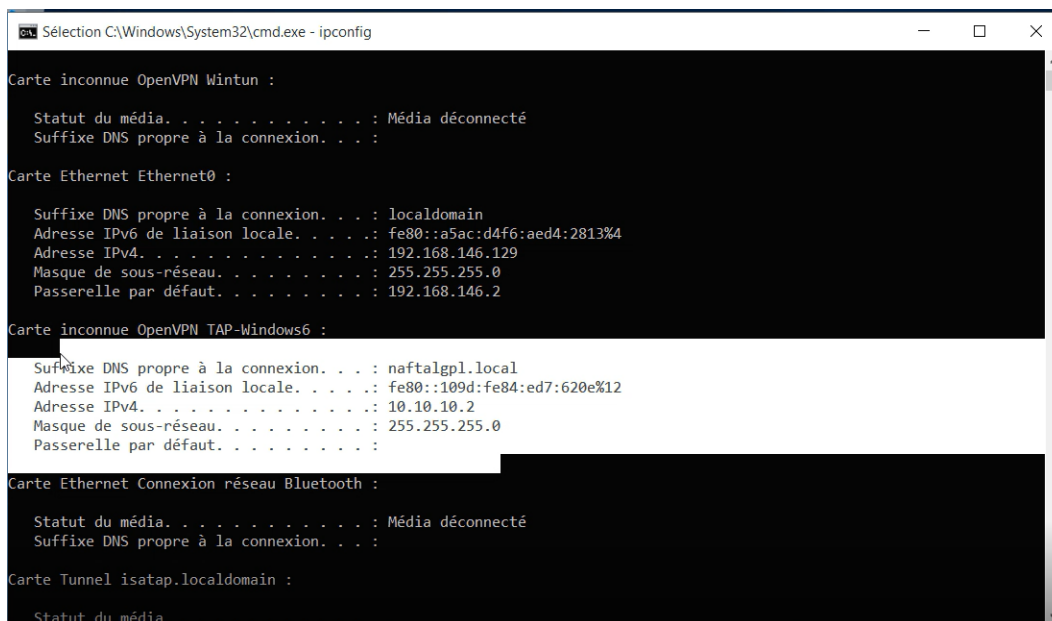 Sélection C:\Windows\System32\cmd.exe - ipconfig
Carte inconnue OpenVPN Wintun :
Statut du média. . . . . . . . . . . . : Média déconnecté
Suffixe DNS propre à la connexion. . . :
Carte Ethernet Ethernet0 :
Suffixe DNS propre à la connexion. . . : localdomain
Adresse IPv6 de liaison locale. . . . .: fe80::a5ac:d4f6:aed4:2813%4
Adresse IPv4. . . . . . . . . . . . . .: 192.168.146.129
Masque de sous-réseau. . . . . . . . . : 255.255.255.0
Passerelle par défaut. . . . . . . . . : 192.168.146.2
Carte inconnue OpenVPN TAP-Windows6 :
Suffixe DNS propre à la connexion. . . : naftalgpl.local
Adresse IPv6 de liaison locale. . . . .: fe80::109d:fe84:ed7:620e%12
Adresse IPv4. . . . . . . . . . . . . .: 10.10.10.2
Masque de sous-réseau. . . . . . . . . : 255.255.255.0
Passerelle par défaut. . . . . . . . . :
Carte Ethernet Connexion réseau Bluetooth :
Statut du média. . . . . . . . . . . . : Média déconnecté
Suffixe DNS propre à la connexion. . . :
Carte Tunnel isatap.localdomain :
Statut du média